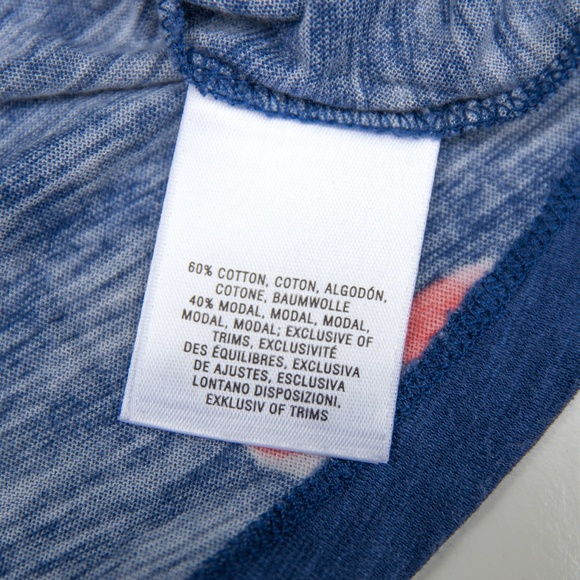 60% COTTON, COTON, ALGODÓN,
COTONE, BAUMWOLLE
40% MODAL, MODAL, MODAL,
MODAL, MODAL; EXCLUSIVE OF
TRIMS, EXCLUSIVITÉ
DES ÉQUILIBRES, EXCLUSIVA
DE AJUSTES, ESCLUSIVA
LONTANO DISPOSIZIONI,
EXKLUSIV OF TRIMS